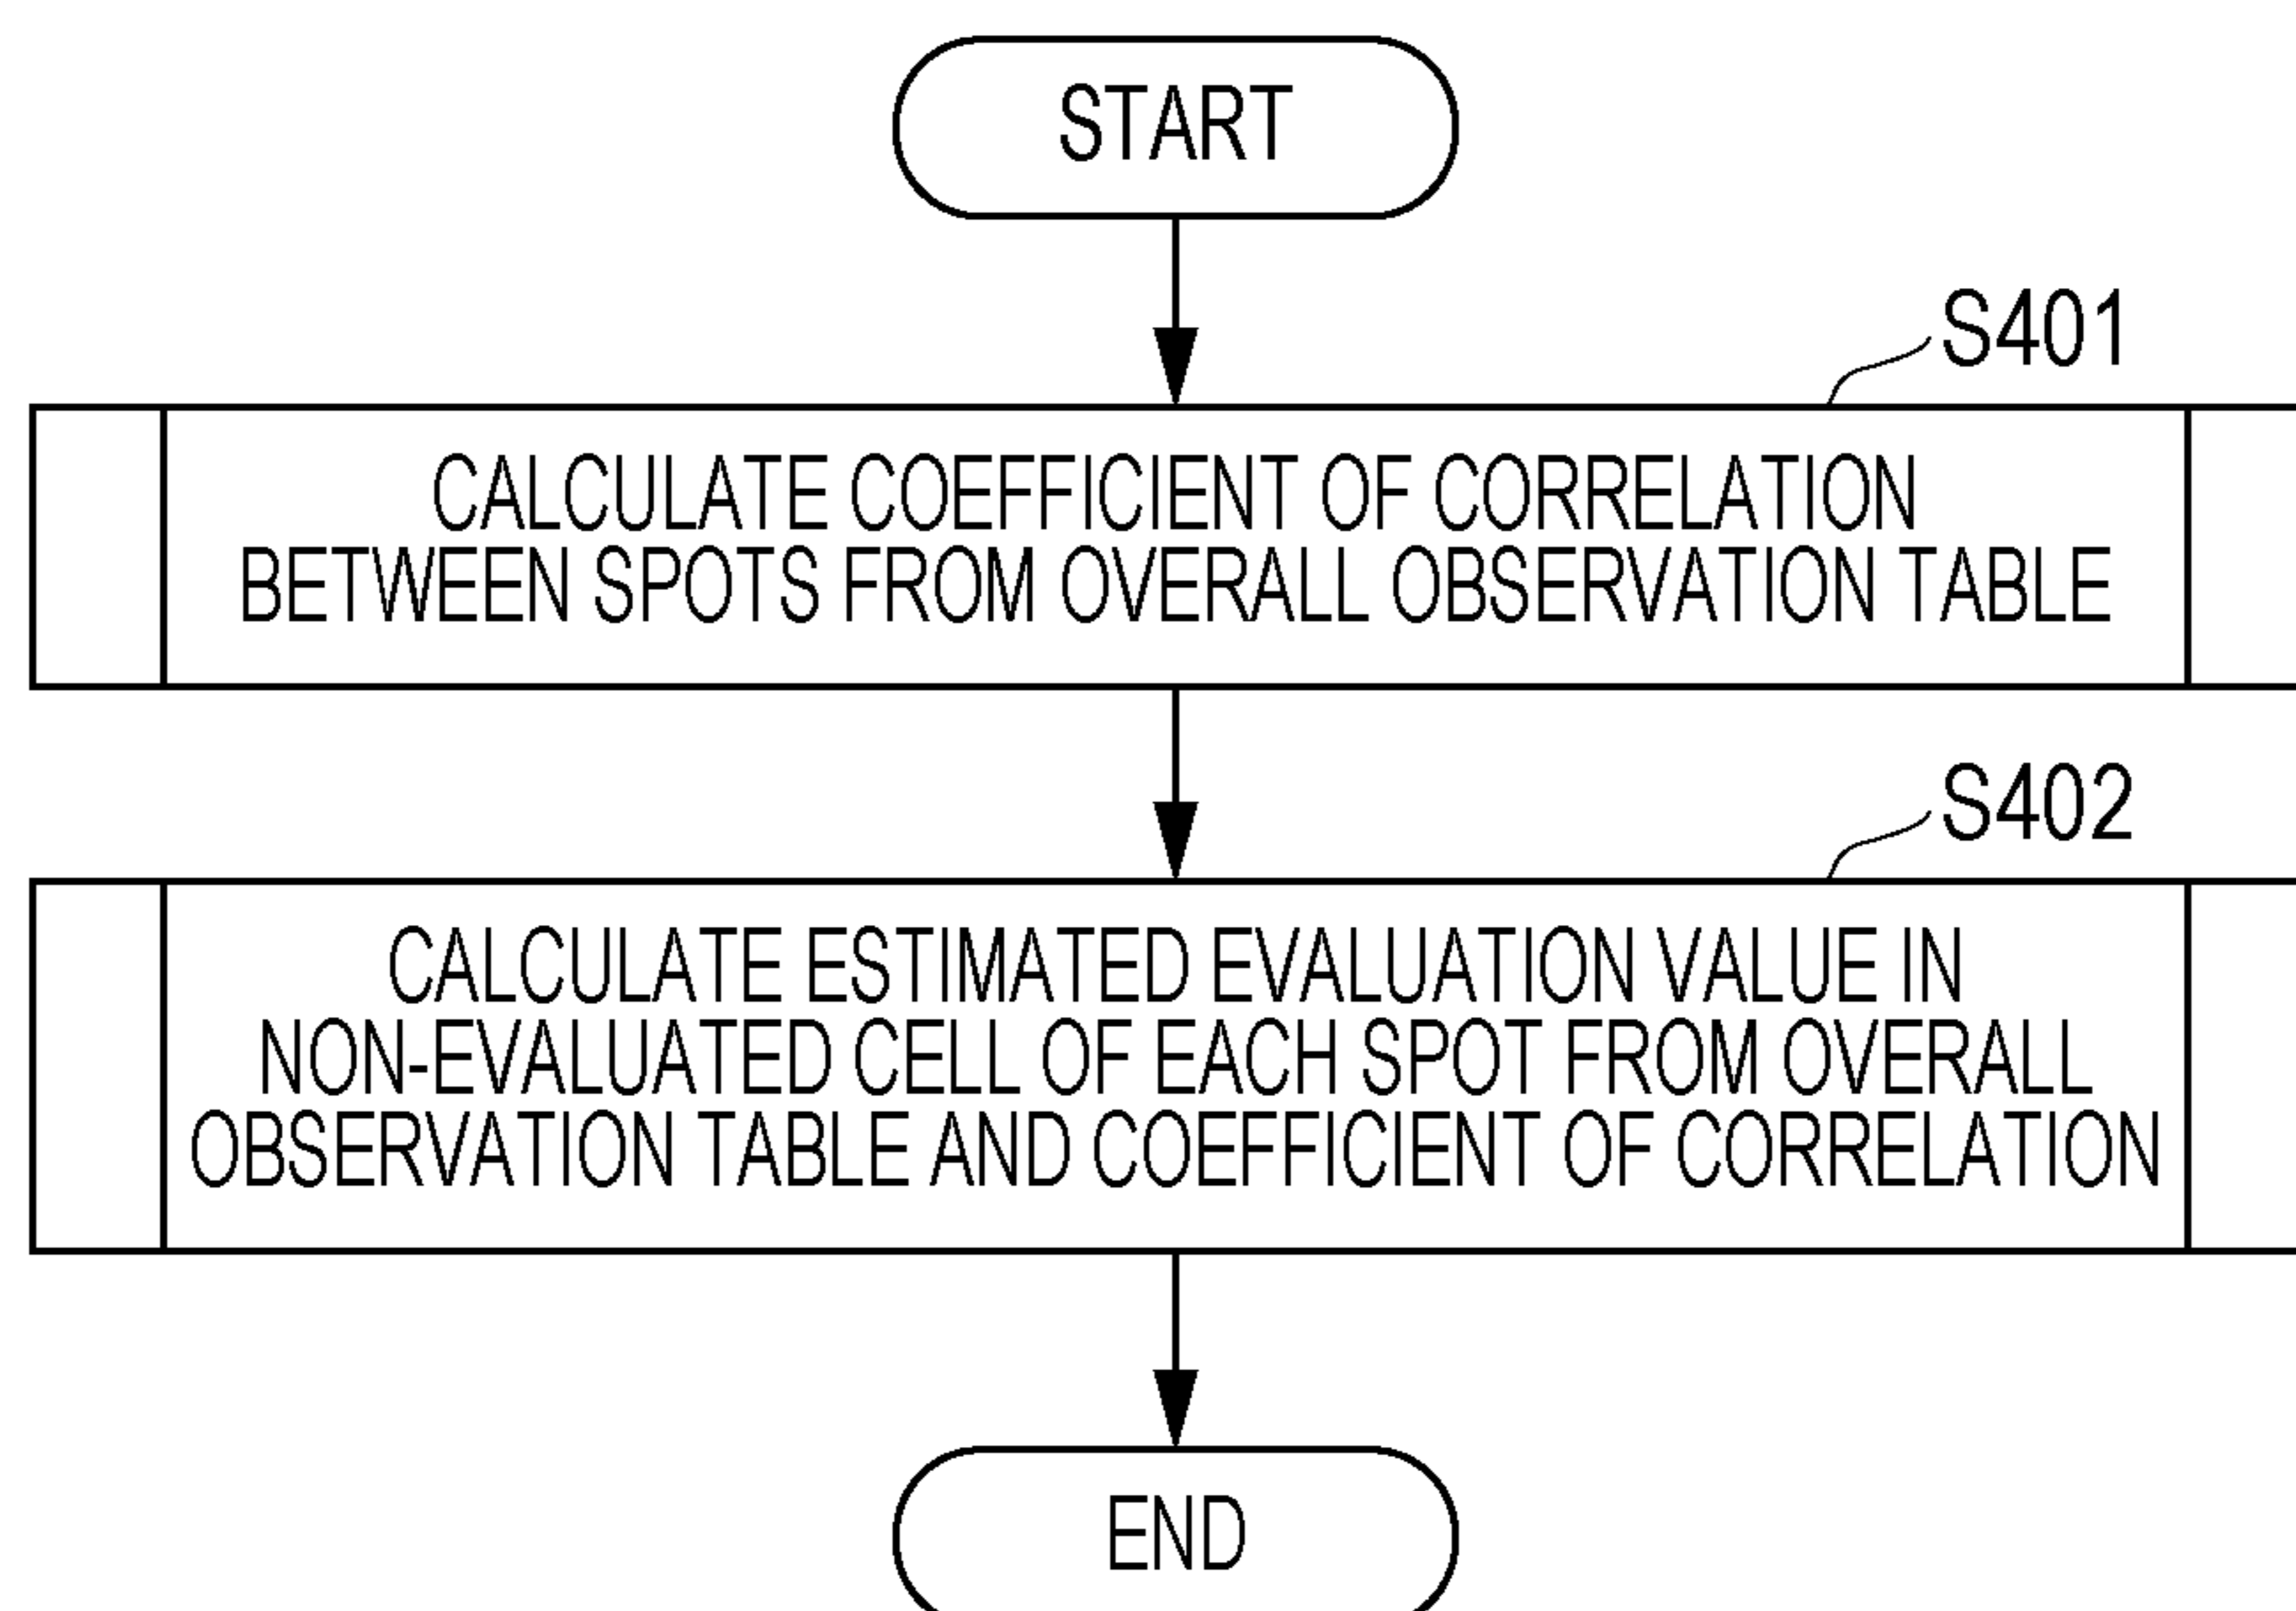 START
S401
CALCULATE COEFFICIENT OF CORRELATION
BETWEEN SPOTS FROM OVERALL OBSERVATION TABLE
S402
CALCULATE ESTIMATED EVALUATION VALUE IN
NON-EVALUATED CELL OF EACH SPOT FROM OVERALL
OBSERVATION TABLE AND COEFFICIENT OF CORRELATION
END